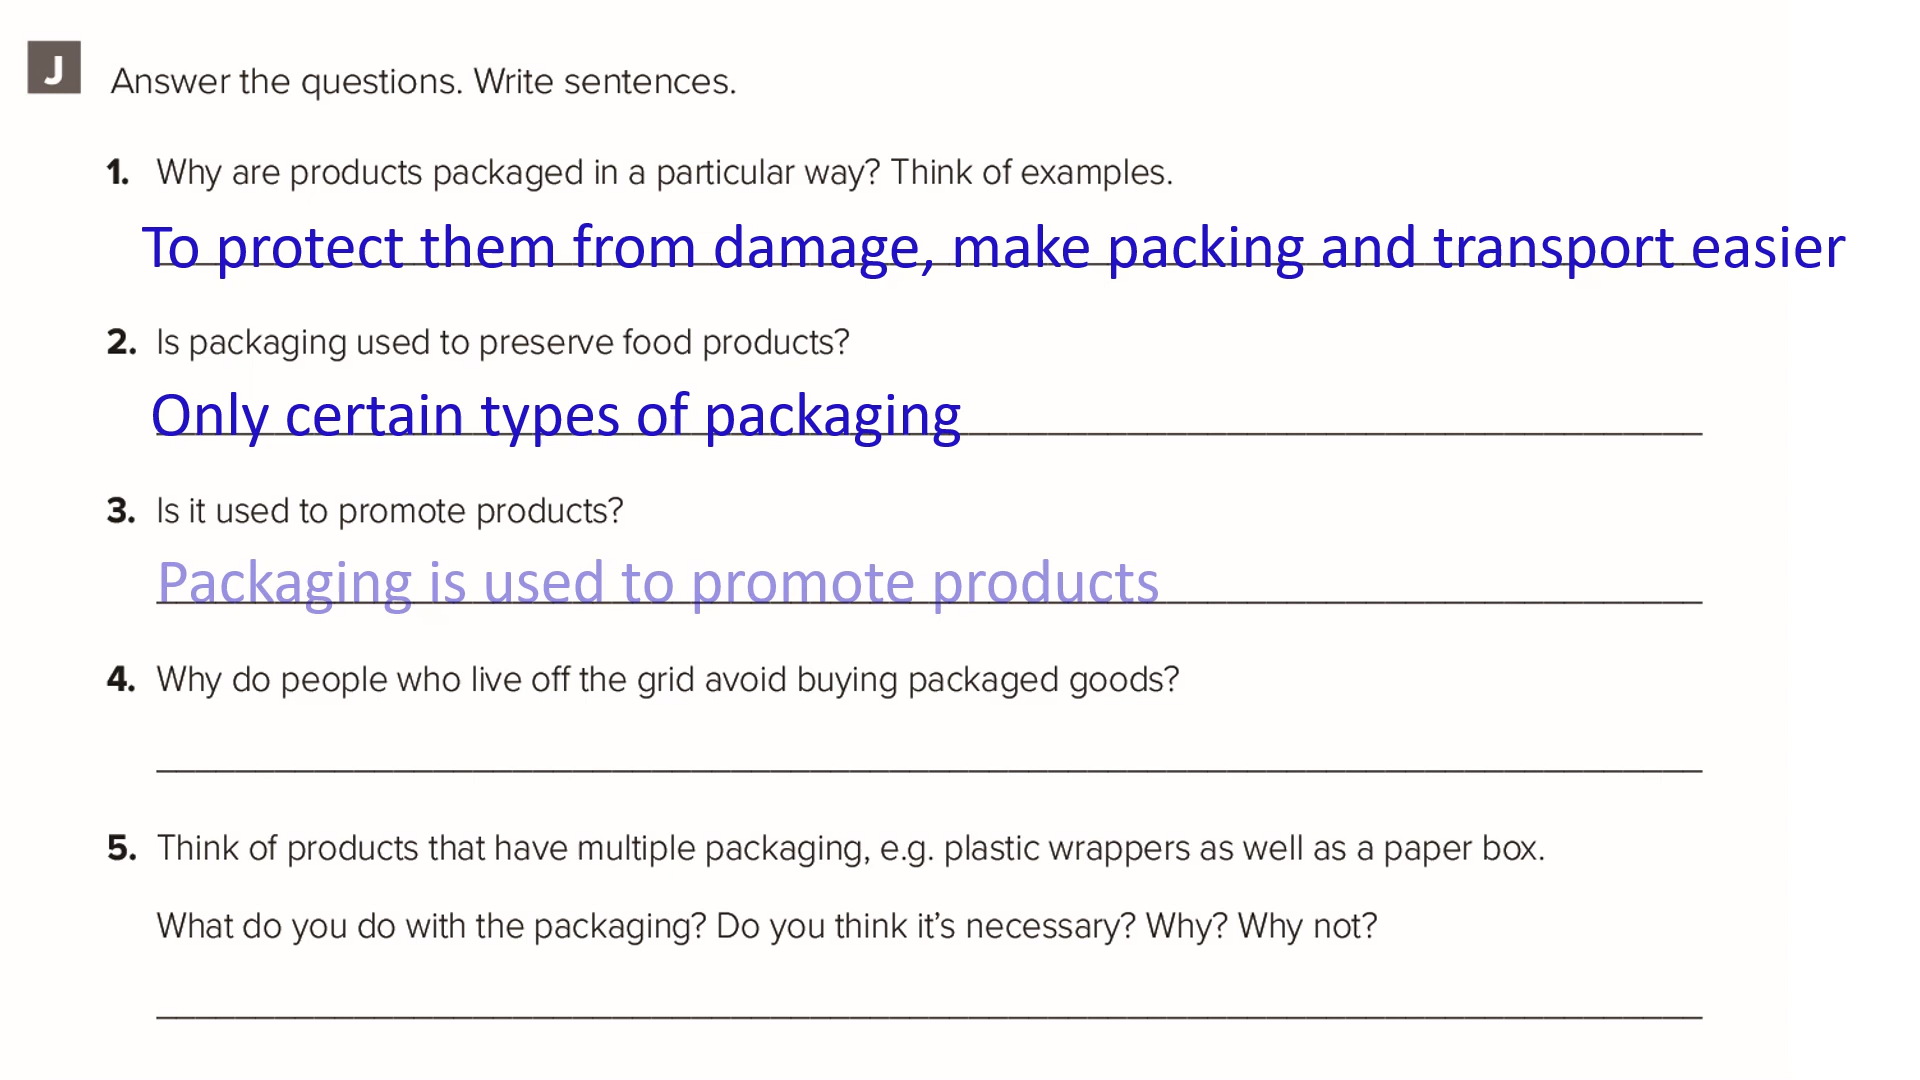 J Answer the questions. Write sentences.
1. Why are products packaged in a particular way? Think of examples.
To protect them from damage, make packing and transport easier
2. Is packaging used to preserve food products?
Only certain types of packaging
3. Is it used to promote products?
Packaging is used to promote products
4. Why do people who live off the grid avoid buying packaged goods?
5. Think of products that have multiple packaging, e.g. plastic wrappers as well as a paper box.
What do you do with the packaging? Do you think it’s necessary? Why? Why not?